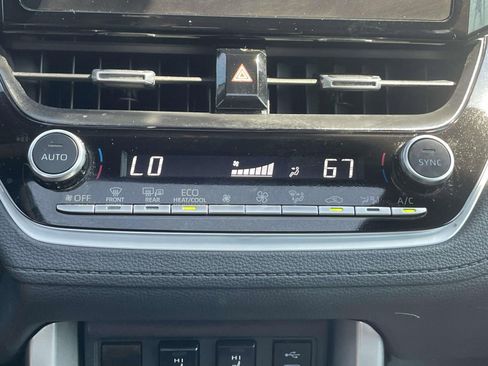 AUTO
LO
67
SYNC
OFF
FRONT
REAR
ECO
HEAT/COOL
A/C
HI
HI